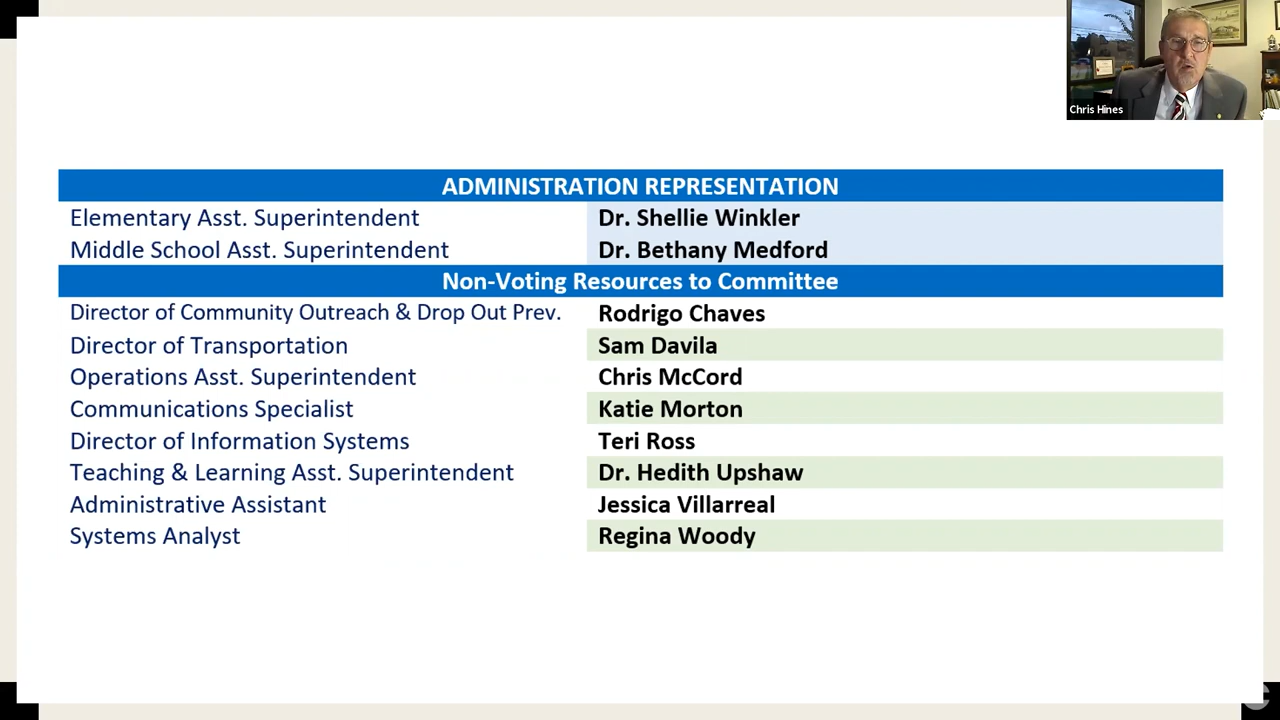 Chris Hines
ADMINISTRATION REPRESENTATION
Elementary Asst. Superintendent Dr. Shellie Winkler
Middle School Asst. Superintendent Dr. Bethany Medford
Non-Voting Resources to Committee
Director of Community Outreach & Drop Out Prev. Rodrigo Chaves
Director of Transportation Sam Davila
Operations Asst. Superintendent Chris McCord
Communications Specialist Katie Morton
Director of Information Systems Teri Ross
Teaching & Learning Asst. Superintendent Dr. Hedith Upshaw
Administrative Assistant Jessica Villarreal
Systems Analyst Regina Woody